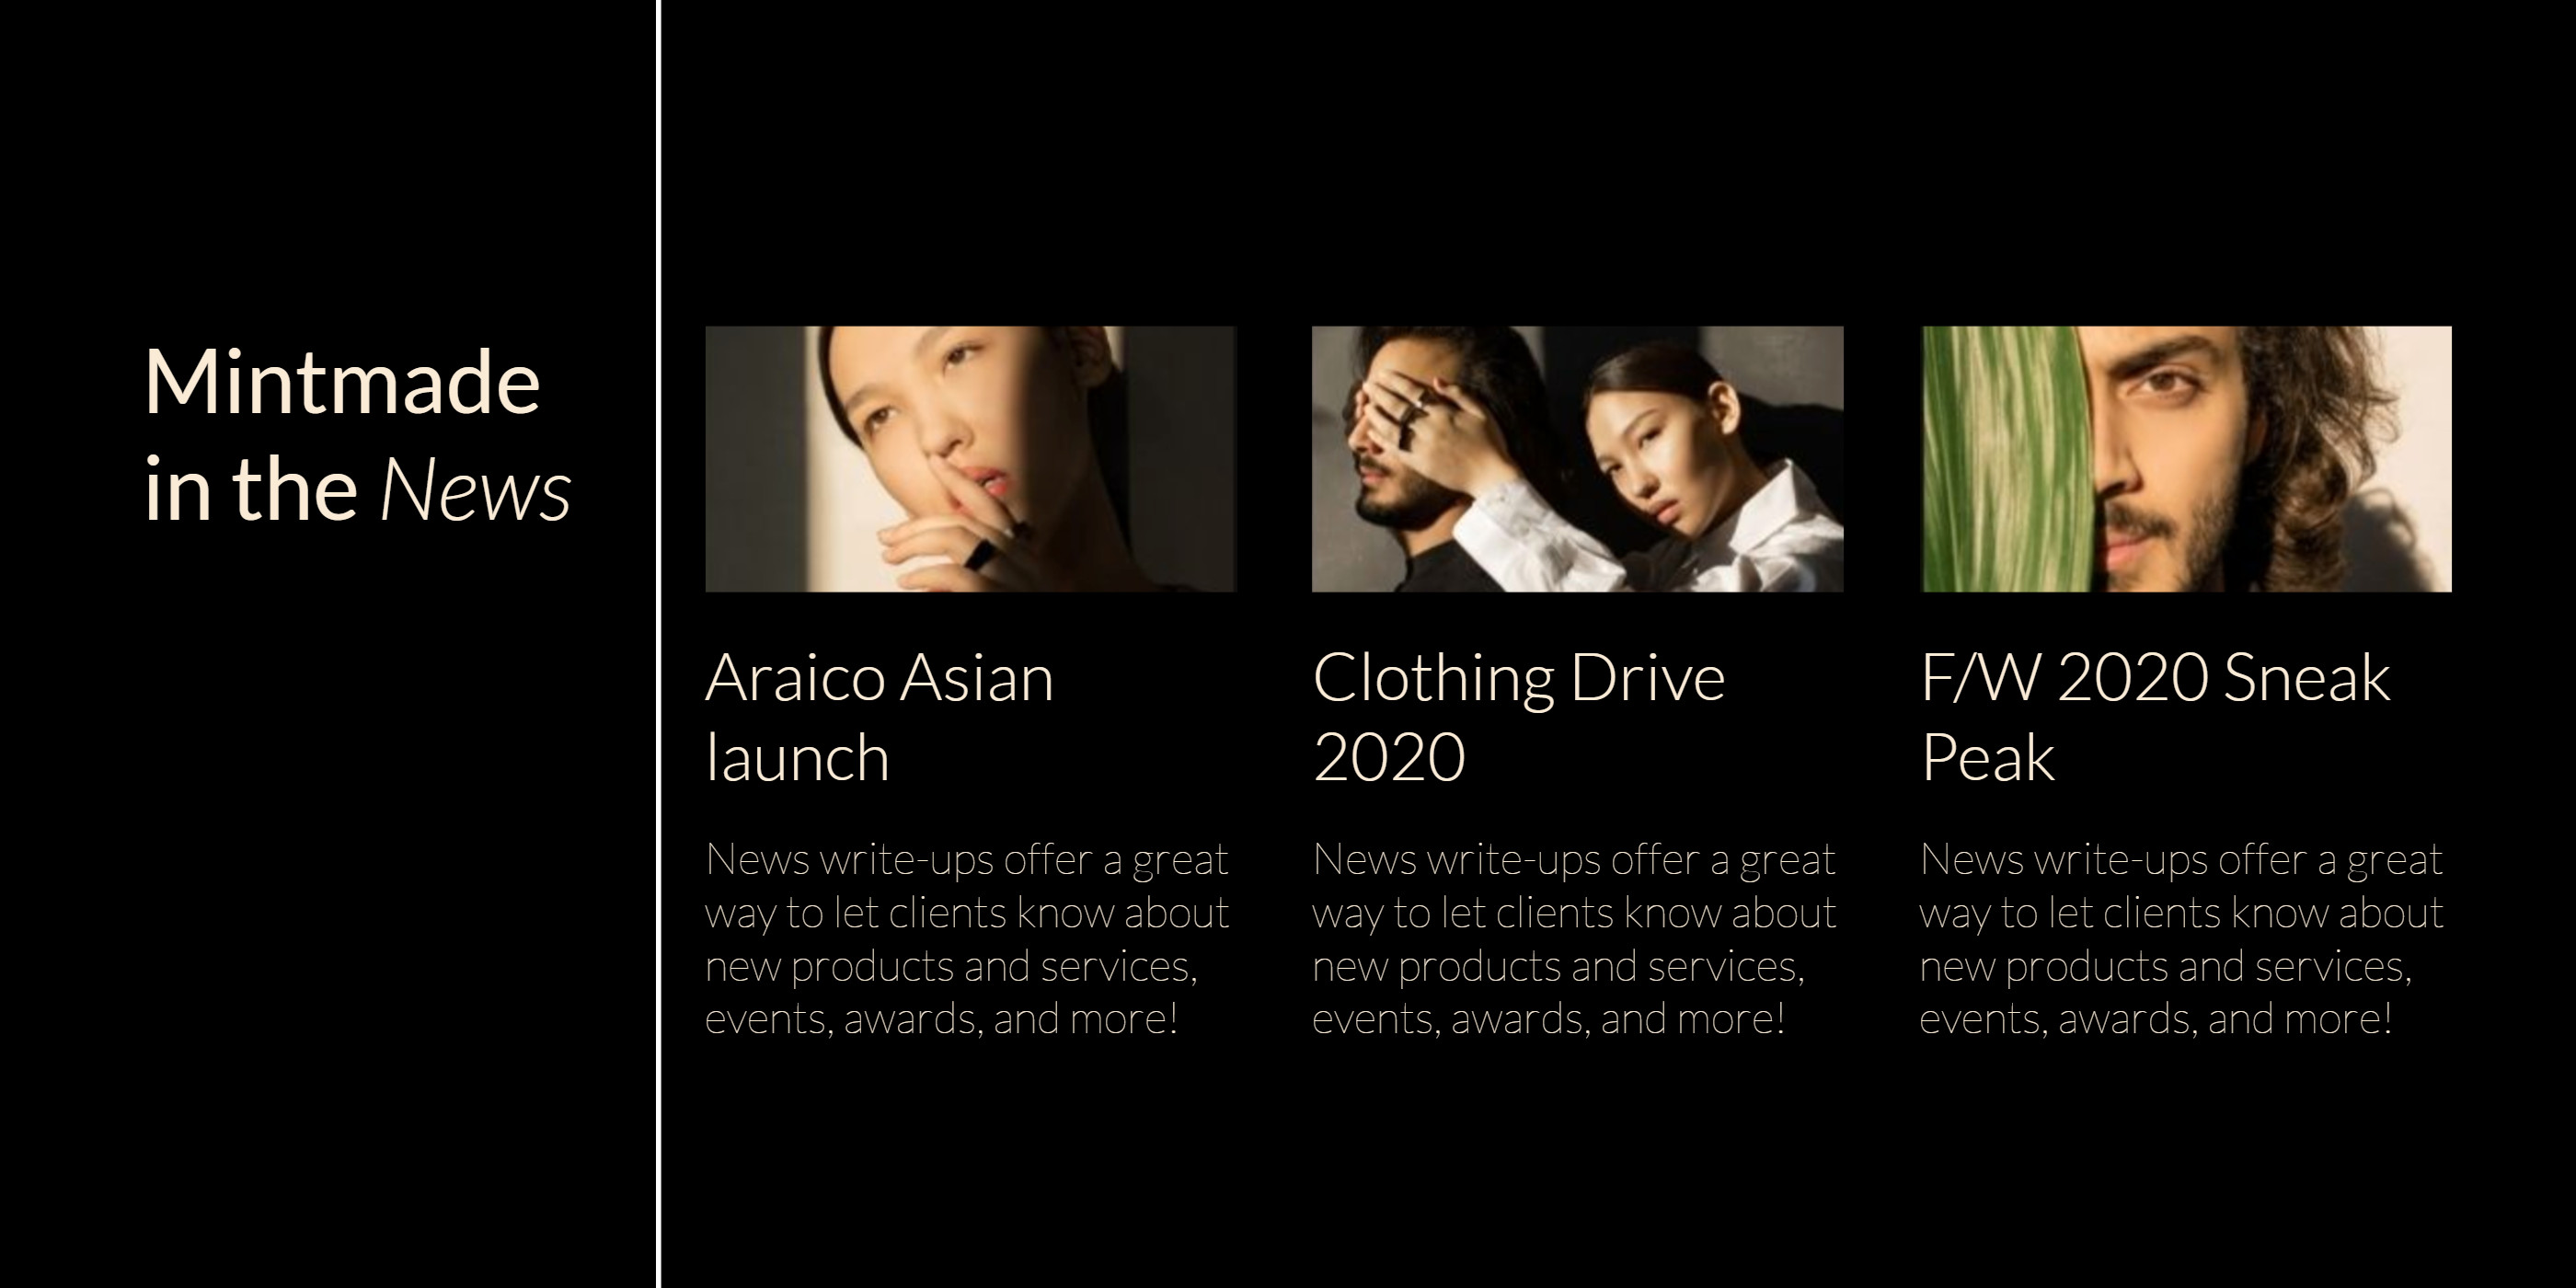 Mintmade
in the News
Araico Asian
launch
News write-ups offer a great
way to let clients know about
new products and services,
events, awards, and more!
Clothing Drive
2020
News write-ups offer a great
way to let clients know about
new products and services,
events, awards, and more!
F/W 2020 Sneak
Peak
News write-ups offer a great
way to let clients know about
new products and services,
events, awards, and more!